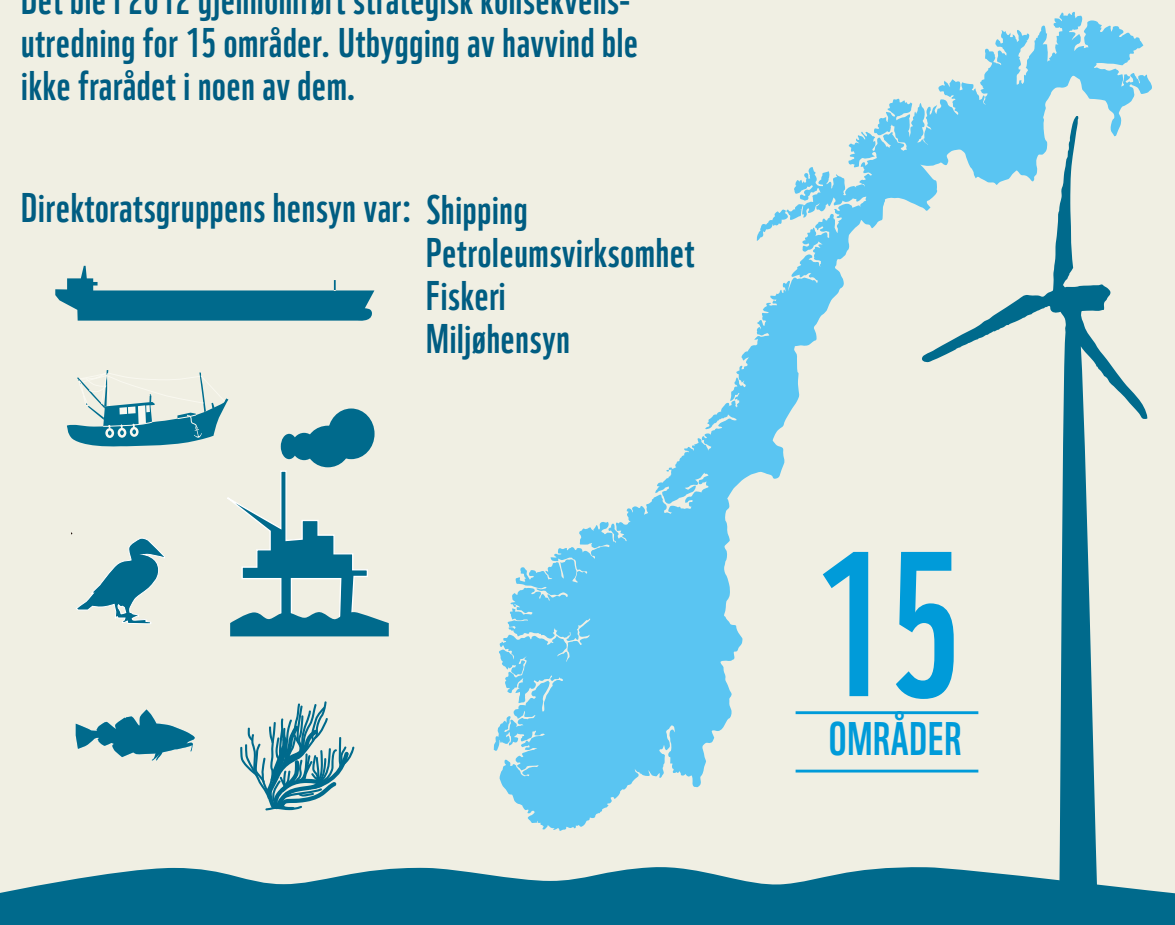 Det ble i 2012 gjennomført strategisk konsekvens-
utredning for 15 områder. Utbygging av havvind ble
ikke frarådet i noen av dem.
Direktoratsgruppens hensyn var:
Shipping
Petroleumsvirksomhet
Fiskeri
Miljøhensyn
15
OMRÅDER